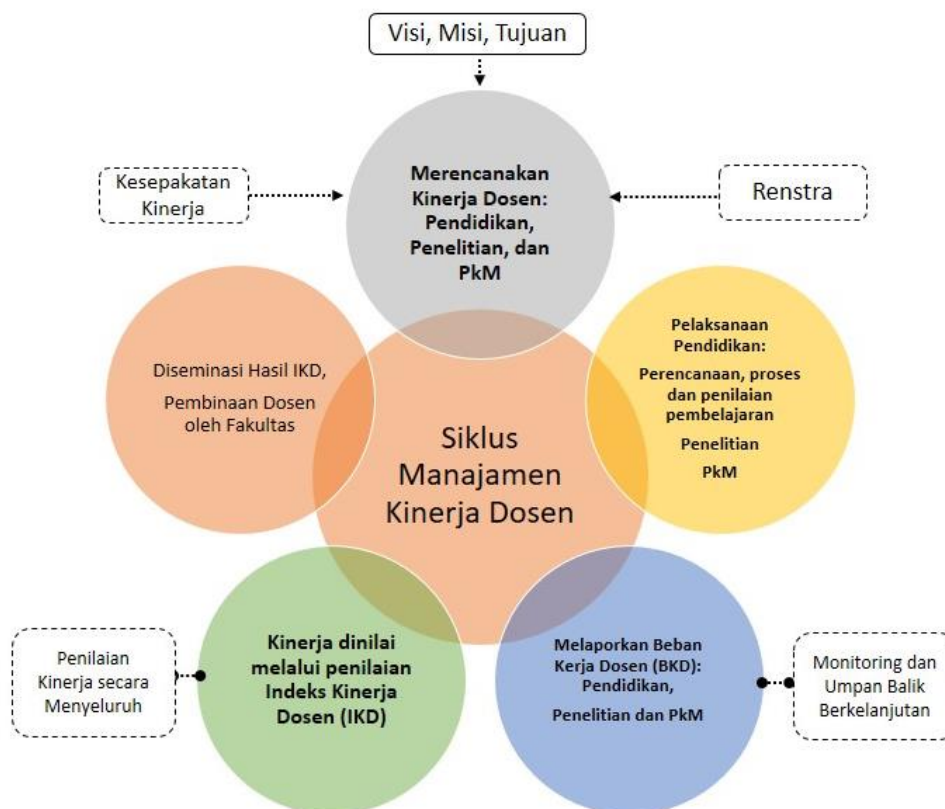 Visi, Misi, Tujuan
Kesepakatan
Kinerja
Merencanakan
Kinerja Dosen:
Pendidikan,
Penelitian, dan
PkM
Renstra
Diseminasi Hasil IKD,
Pembinaan Dosen
oleh Fakultas
Siklus
Manajamen
Kinerja Dosen
Pelaksanaan
Pendidikan:
Perencanaan, proses
dan penilaian
pembelajaran
Penelitian
PkM
Penilaian
Kinerja secara
Menyeluruh
Kinerja dinilai
melalui penilaian
Indeks Kinerja
Dosen (IKD)
Melaporkan Beban
Kerja Dosen (BKD):
Pendidikan,
Penelitian dan PkM
Monitoring dan
Umpan Balik
Berkelanjutan